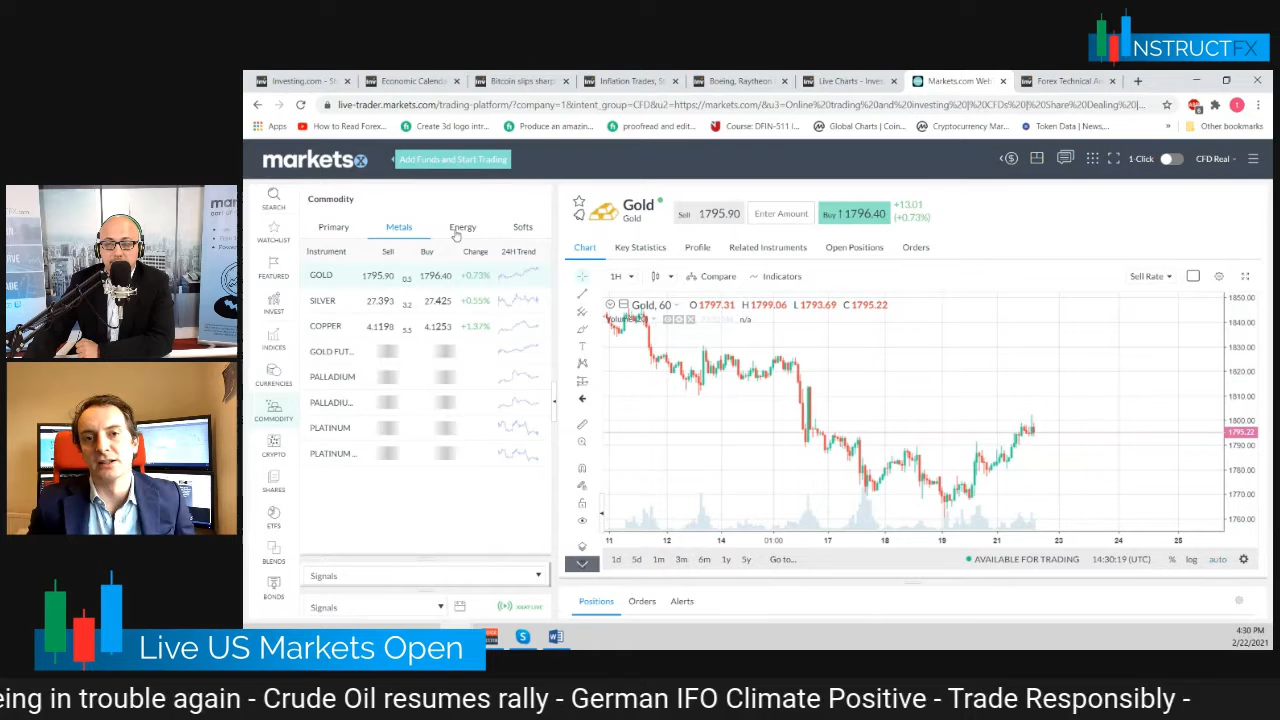 NSTRUCTFX
Investing.com - St
Economic Calenda
Bitcoin slips sharp
Inflation Trades, S
Boeing, Raytheon
Live Charts - Inves
Markets.com Web
Forex Technical An
live-trader.markets.com/trading-platform/?company=1&intent_group=CFD&u2=https://markets.com/&u3=Online%20trading%20and%20investing%20|%20CFDs%20|%20Share%20Dealing%20|...
Apps
How to Read Forex...
Create 3d logo intr...
Produce an amazin...
proofread and edit...
Course: DFIN-511 I...
Global Charts | Coin...
Cryptocurrency Mar...
Token Data | News,...
»
Other bookmarks
markets x
Add Funds and Start Trading
1-Click
CFD Real
SEARCH
WATCHLIST
FEATURED
INVEST
INDICES
CURRENCIES
COMMODITY
CRYPTO
SHARES
ETFS
BLENDS
BONDS
Commodity
Primary Metals Energy Softs
Instrument Sell Buy Change 24H Trend
GOLD 1795.90 0.5 1796.40 +0.73%
SILVER 27.393 3.2 27.425 +0.55%
COPPER 4.1198 5.5 4.1253 +1.37%
GOLD FUT...
PALLADIUM
PALLADIU...
PLATINUM
PLATINUM ...
Signals
Signals
XRAY LIVE
Gold
Gold
Sell 1795.90
Enter Amount
Buy ↑ 1796.40
+13.01
(+0.73%)
Chart Key Statistics Profile Related Instruments Open Positions Orders
1H Compare Indicators Sell Rate
Gold, 60 O 1797.31 H 1799.06 L 1793.69 C 1795.22
n/a
1850.00
1840.00
1830.00
1820.00
1810.00
1800.00
1795.22
1780.00
1770.00
1760.00
11 12 01:00 17 18 19 21 23 24 25
1d 5d 1m 3m 6m 1y 5y Go to...
AVAILABLE FOR TRADING 14:30:19 (UTC) % log auto
Positions Orders Alerts
4:30 PM
2/22/2021
Live US Markets Open
eing in trouble again - Crude Oil resumes rally - German IFO Climate Positive - Trade Responsibly -